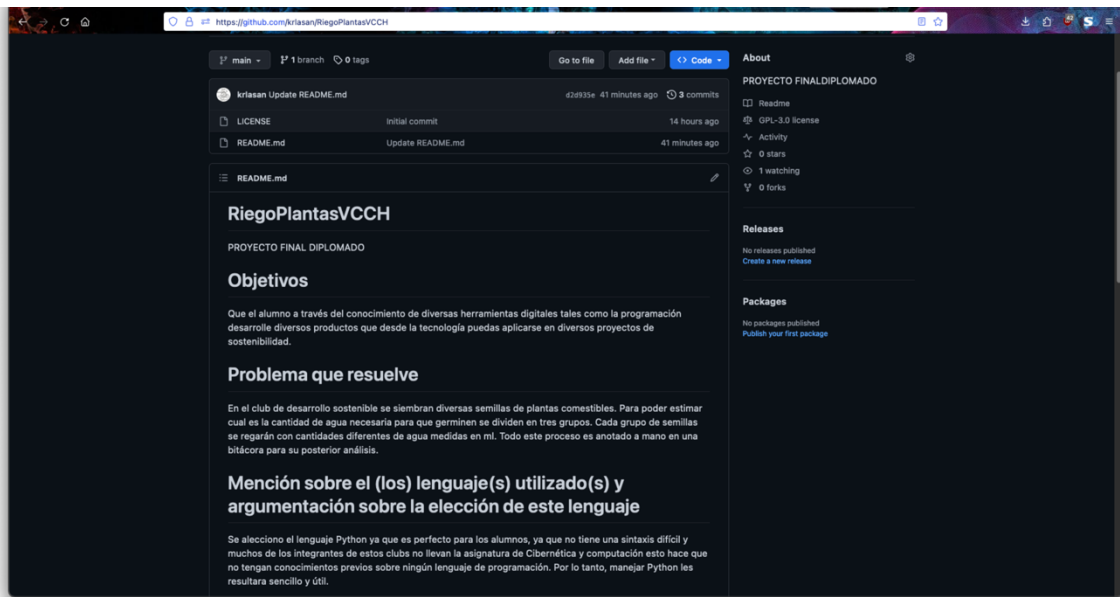 https://github.com/krlasan/RiegoPlantasVCCH
main 1 branch 0 tags Go to file Add file Code
krlasan Update README.md d2d935e 41 minutes ago 3 commits
LICENSE Initial commit 14 hours ago
README.md Update README.md 41 minutes ago
README.md
RiegoPlantasVCCH
PROYECTO FINAL DIPLOMADO
Objetivos
Que el alumno a través del conocimiento de diversas herramientas digitales tales como la programación
desarrolle diversos productos que desde la tecnología puedas aplicarse en diversos proyectos de
sostenibilidad.
Problema que resuelve
En el club de desarrollo sostenible se siembran diversas semillas de plantas comestibles. Para poder estimar
cual es la cantidad de agua necesaria para que germinen se dividen en tres grupos. Cada grupo de semillas
se regarán con cantidades diferentes de agua medidas en ml. Todo este proceso es anotado a mano en una
bitácora para su posterior análisis.
Mención sobre el (los) lenguaje(s) utilizado(s) y
argumentación sobre la elección de este lenguaje
Se alecciono el lenguaje Python ya que es perfecto para los alumnos, ya que no tiene una sintaxis difícil y
muchos de los integrantes de estos clubs no llevan la asignatura de Cibernética y computación esto hace que
no tengan conocimientos previos sobre ningún lenguaje de programación. Por lo tanto, manejar Python les
resultara sencillo y útil.
About
PROYECTO FINALDIPLOMADO
Readme
GPL-3.0 license
Activity
0 stars
1 watching
0 forks
Releases
No releases published
Create a new release
Packages
No packages published
Publish your first package